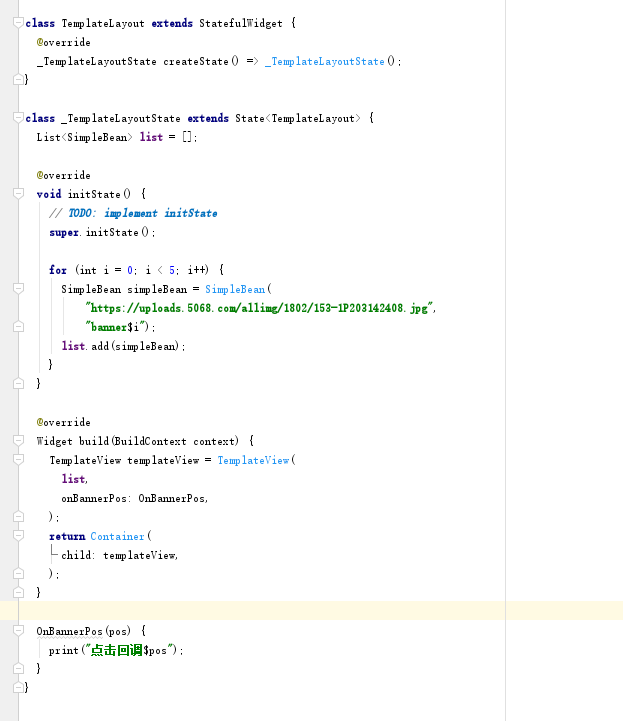 class TemplateLayout extends StatefulWidget {
@override
_TemplateLayoutState createState() => _TemplateLayoutState();
}
class _TemplateLayoutState extends State<TemplateLayout> {
List<SimpleBean> list = [];
@override
void initState() {
// TODO: implement initState
super.initState();
for (int i = 0; i < 5; i++) {
SimpleBean simpleBean = SimpleBean(
"https://uploads.5068.com/allimg/1802/153-1P203142408.jpg",
"banner$i");
list.add(simpleBean);
}
}
@override
Widget build(BuildContext context) {
TemplateView templateView = TemplateView(
list,
onBannerPos: OnBannerPos,
);
return Container(
child: templateView,
);
}
OnBannerPos(pos) {
print("点击回调$pos");
}
}